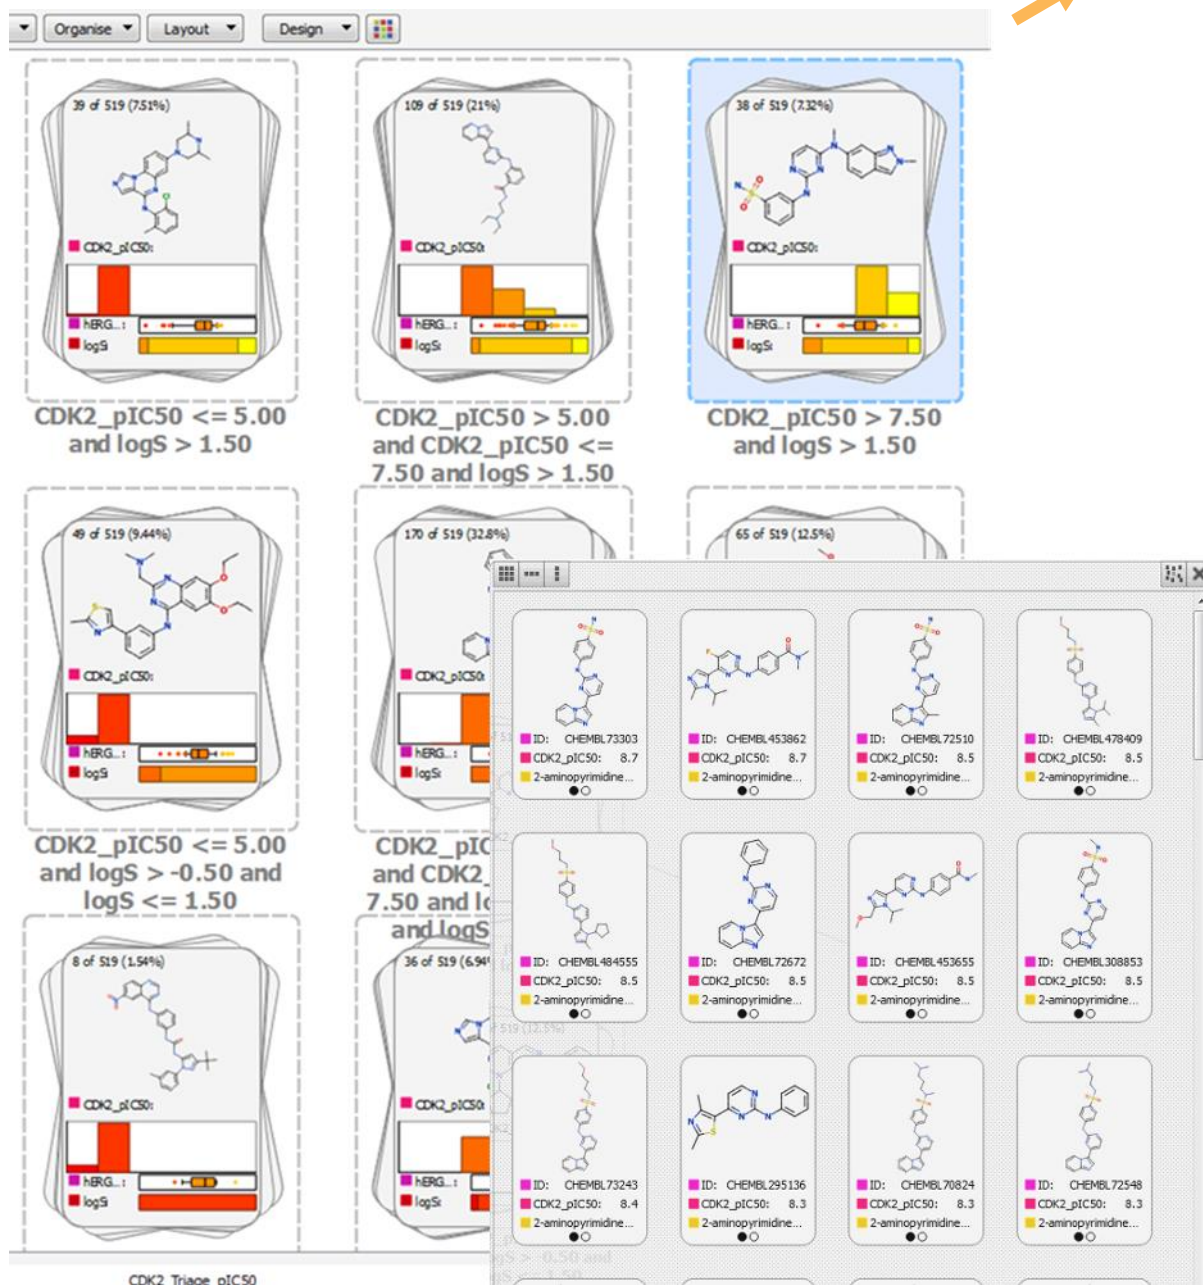 Organise
Layout
Design
39 of 519 (7.51%)
CDK2_pIC50:
hERG...:
logS:
CDK2_pIC50 <= 5.00
and logS > 1.50
109 of 519 (21%)
CDK2_pIC50:
hERG...:
logS:
CDK2_pIC50 > 5.00
and CDK2_pIC50 <=
7.50 and logS > 1.50
38 of 519 (7.32%)
CDK2_pIC50:
hERG...:
logS:
CDK2_pIC50 > 7.50
and logS > 1.50
49 of 519 (9.44%)
CDK2_pIC50:
hERG...:
logS:
CDK2_pIC50 <= 5.00
and logS > -0.50 and
logS <= 1.50
170 of 519 (32.8%)
CDK2_pIC50:
hERG...:
logS:
CDK2_pIC
and CDK2_
7.50 and lo
and logS
65 of 519 (12.5%)
8 of 519 (1.54%)
CDK2_pIC50:
hERG...:
logS:
36 of 519 (6.94%
CDK2_pIC50:
hERG...:
logS:
CDK2_Triage_pIC50
ID: CHEMBL73303
CDK2_pIC50: 8.7
2-aminopyrimidine...
ID: CHEMBL453862
CDK2_pIC50: 8.7
2-aminopyrimidine...
ID: CHEMBL72510
CDK2_pIC50: 8.5
2-aminopyrimidine...
ID: CHEMBL478409
CDK2_pIC50: 8.5
2-aminopyrimidine...
ID: CHEMBL484555
CDK2_pIC50: 8.5
2-aminopyrimidine...
ID: CHEMBL72672
CDK2_pIC50: 8.5
2-aminopyrimidine...
ID: CHEMBL453655
CDK2_pIC50: 8.5
2-aminopyrimidine...
ID: CHEMBL308853
CDK2_pIC50: 8.5
2-aminopyrimidine...
ID: CHEMBL73243
CDK2_pIC50: 8.4
2-aminopyrimidine...
ID: CHEMBL295136
CDK2_pIC50: 8.3
2-aminopyrimidine...
ID: CHEMBL70824
CDK2_pIC50: 8.3
2-aminopyrimidine...
ID: CHEMBL72548
CDK2_pIC50: 8.3
2-aminopyrimidine...